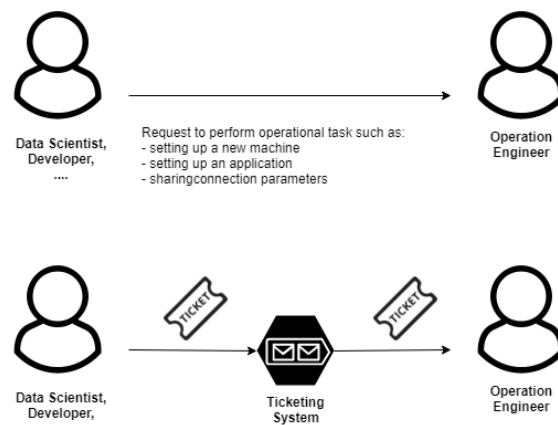 Data Scientist,
Developer,
....
Request to perform operational task such as:
- setting up a new machine
- setting up an application
- sharingconnection parameters
Operation
Engineer
TICKET
TICKET
Data Scientist,
Developer,
Ticketing
System
Operation
Engineer